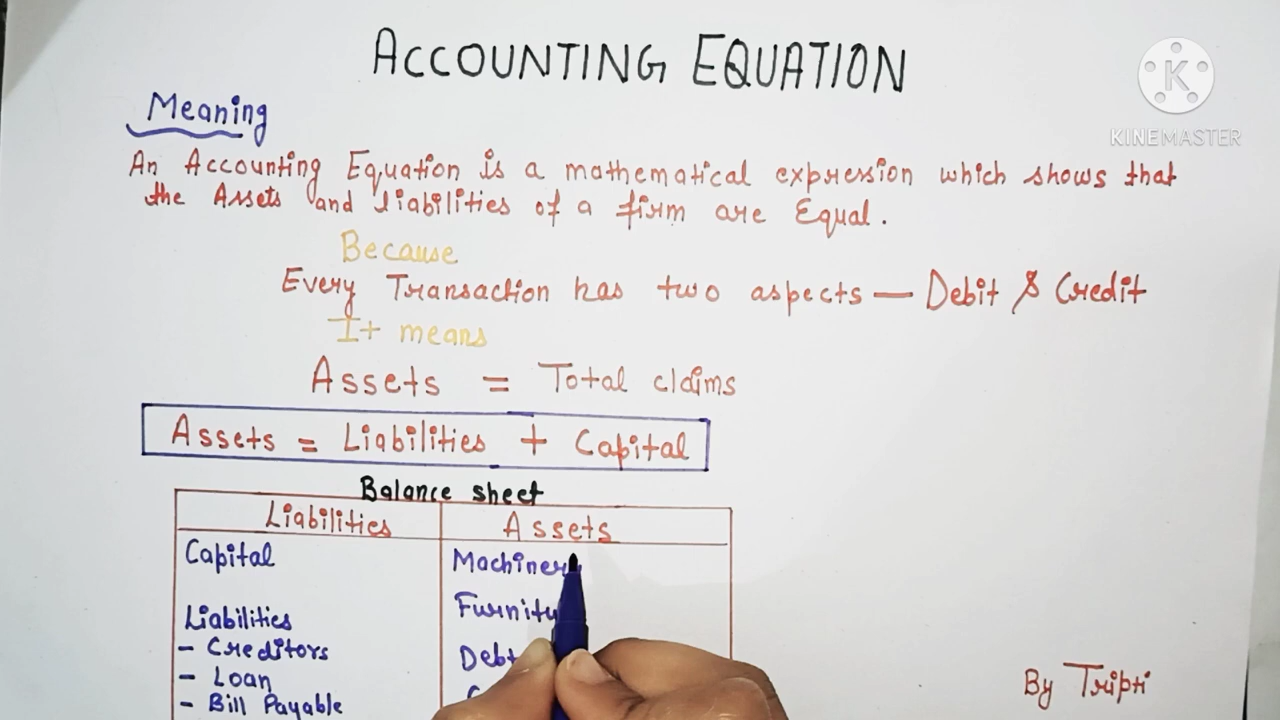 ACCOUNTING EQUATION
K
KINEMASTER
Meaning
An Accounting Equation is a mathematical expression which shows that
the Assets and liabilities of a firm are Equal.
Because
Every Transaction has two aspects — Debit & Credit
It means
Assets = Total claims
Assets = Liabilities + Capital
Balance sheet
Liabilities Assets
Capital
Liabilities
- Creditors
- Loan
- Bill Payable
By Tripti